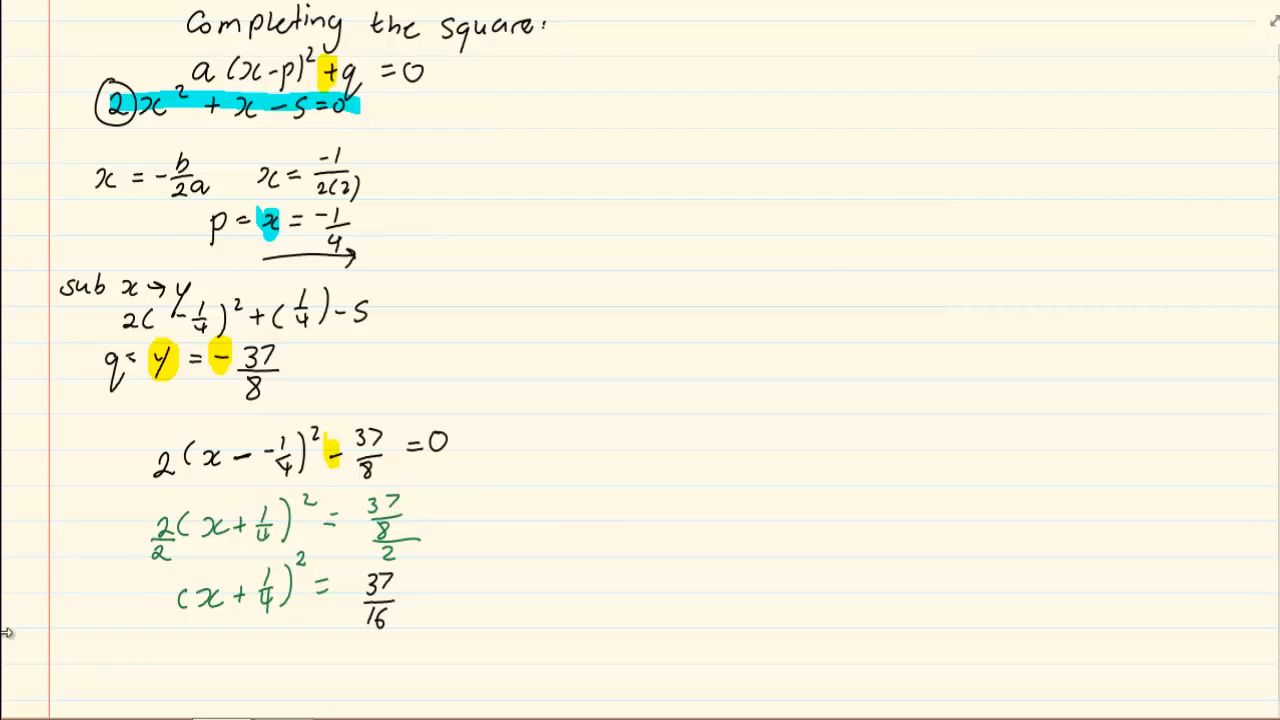 Completing the square:
a (x-p)² + q = 0
2x² + x - 5 = 0
x = -b/2a x = -1/2(2)
p = x = -1/4
sub x → y
2(-1/4)² + (1/4) - 5
q = y = -37/8
2(x - -1/4)² - 37/8 = 0
2(x + 1/4)²/2 = 37/8/2
(x + 1/4)² = 37/16